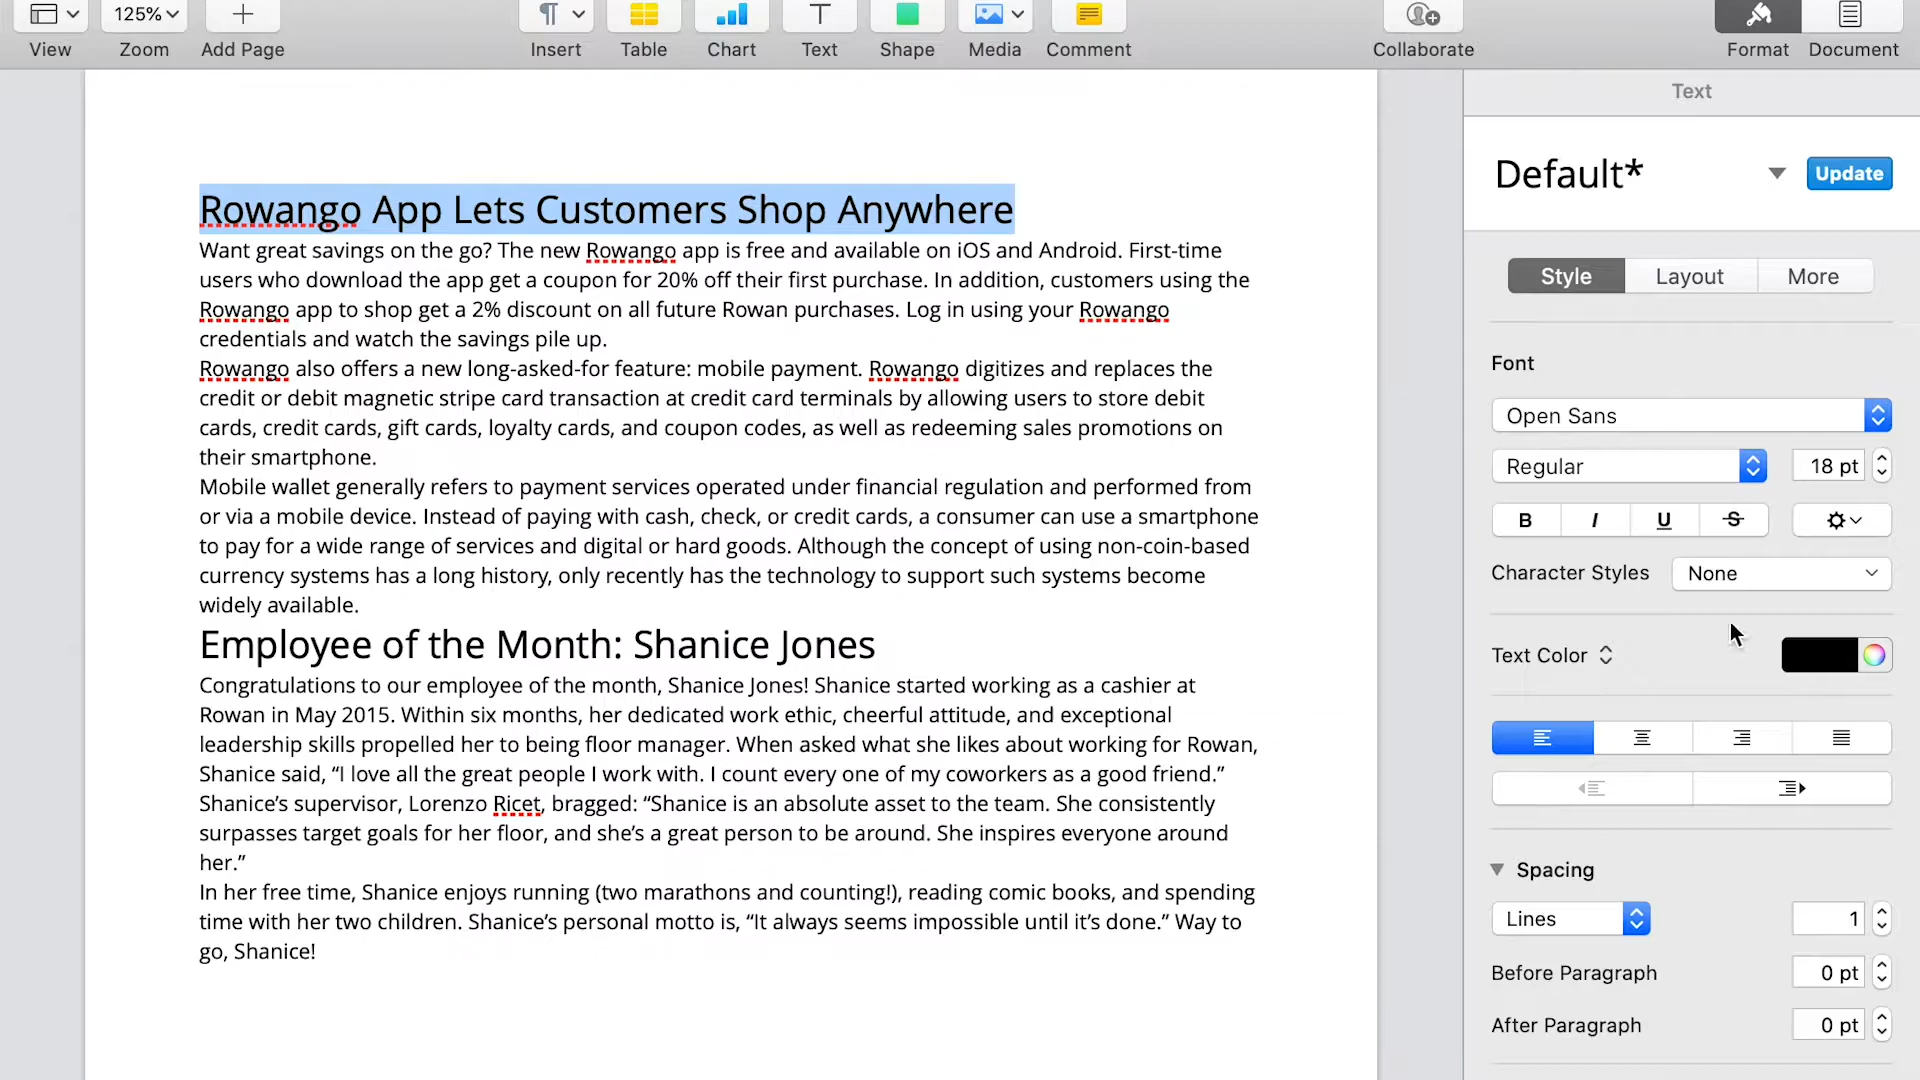 View
125%
Zoom
Add Page
Insert
Table
Chart
T
Text
Shape
Media
Comment
Collaborate
Format
Document
Text
Default*
Update
Style
Layout
More
Font
Open Sans
Regular
18 pt
B
I
U
S
Character Styles
None
Text Color
Spacing
Lines
1
Before Paragraph
0 pt
After Paragraph
0 pt
Rowango App Lets Customers Shop Anywhere
Want great savings on the go? The new Rowango app is free and available on iOS and Android. First-time
users who download the app get a coupon for 20% off their first purchase. In addition, customers using the
Rowango app to shop get a 2% discount on all future Rowan purchases. Log in using your Rowango
credentials and watch the savings pile up.
Rowango also offers a new long-asked-for feature: mobile payment. Rowango digitizes and replaces the
credit or debit magnetic stripe card transaction at credit card terminals by allowing users to store debit
cards, credit cards, gift cards, loyalty cards, and coupon codes, as well as redeeming sales promotions on
their smartphone.
Mobile wallet generally refers to payment services operated under financial regulation and performed from
or via a mobile device. Instead of paying with cash, check, or credit cards, a consumer can use a smartphone
to pay for a wide range of services and digital or hard goods. Although the concept of using non-coin-based
currency systems has a long history, only recently has the technology to support such systems become
widely available.
Employee of the Month: Shanice Jones
Congratulations to our employee of the month, Shanice Jones! Shanice started working as a cashier at
Rowan in May 2015. Within six months, her dedicated work ethic, cheerful attitude, and exceptional
leadership skills propelled her to being floor manager. When asked what she likes about working for Rowan,
Shanice said, “I love all the great people I work with. I count every one of my coworkers as a good friend.”
Shanice’s supervisor, Lorenzo Ricet, bragged: “Shanice is an absolute asset to the team. She consistently
surpasses target goals for her floor, and she’s a great person to be around. She inspires everyone around
her.”
In her free time, Shanice enjoys running (two marathons and counting!), reading comic books, and spending
time with her two children. Shanice’s personal motto is, “It always seems impossible until it’s done.” Way to
go, Shanice!